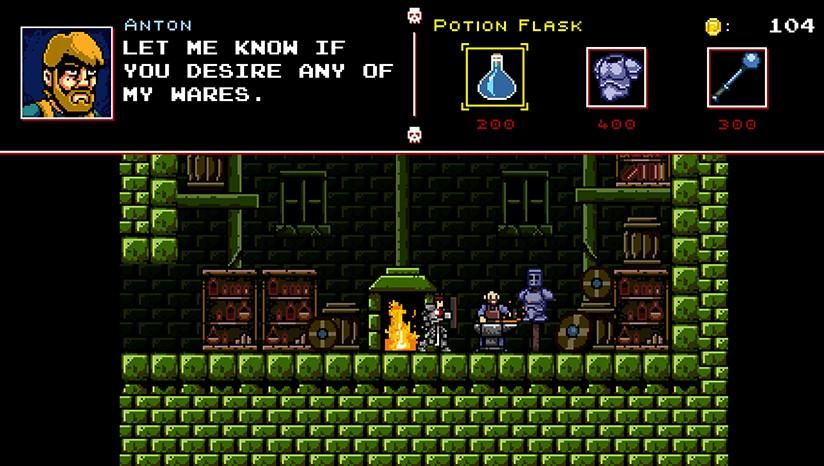 Anton
LET ME KNOW IF
YOU DESIRE ANY OF
MY WARES.
Potion Flask
: 104
200
400
300